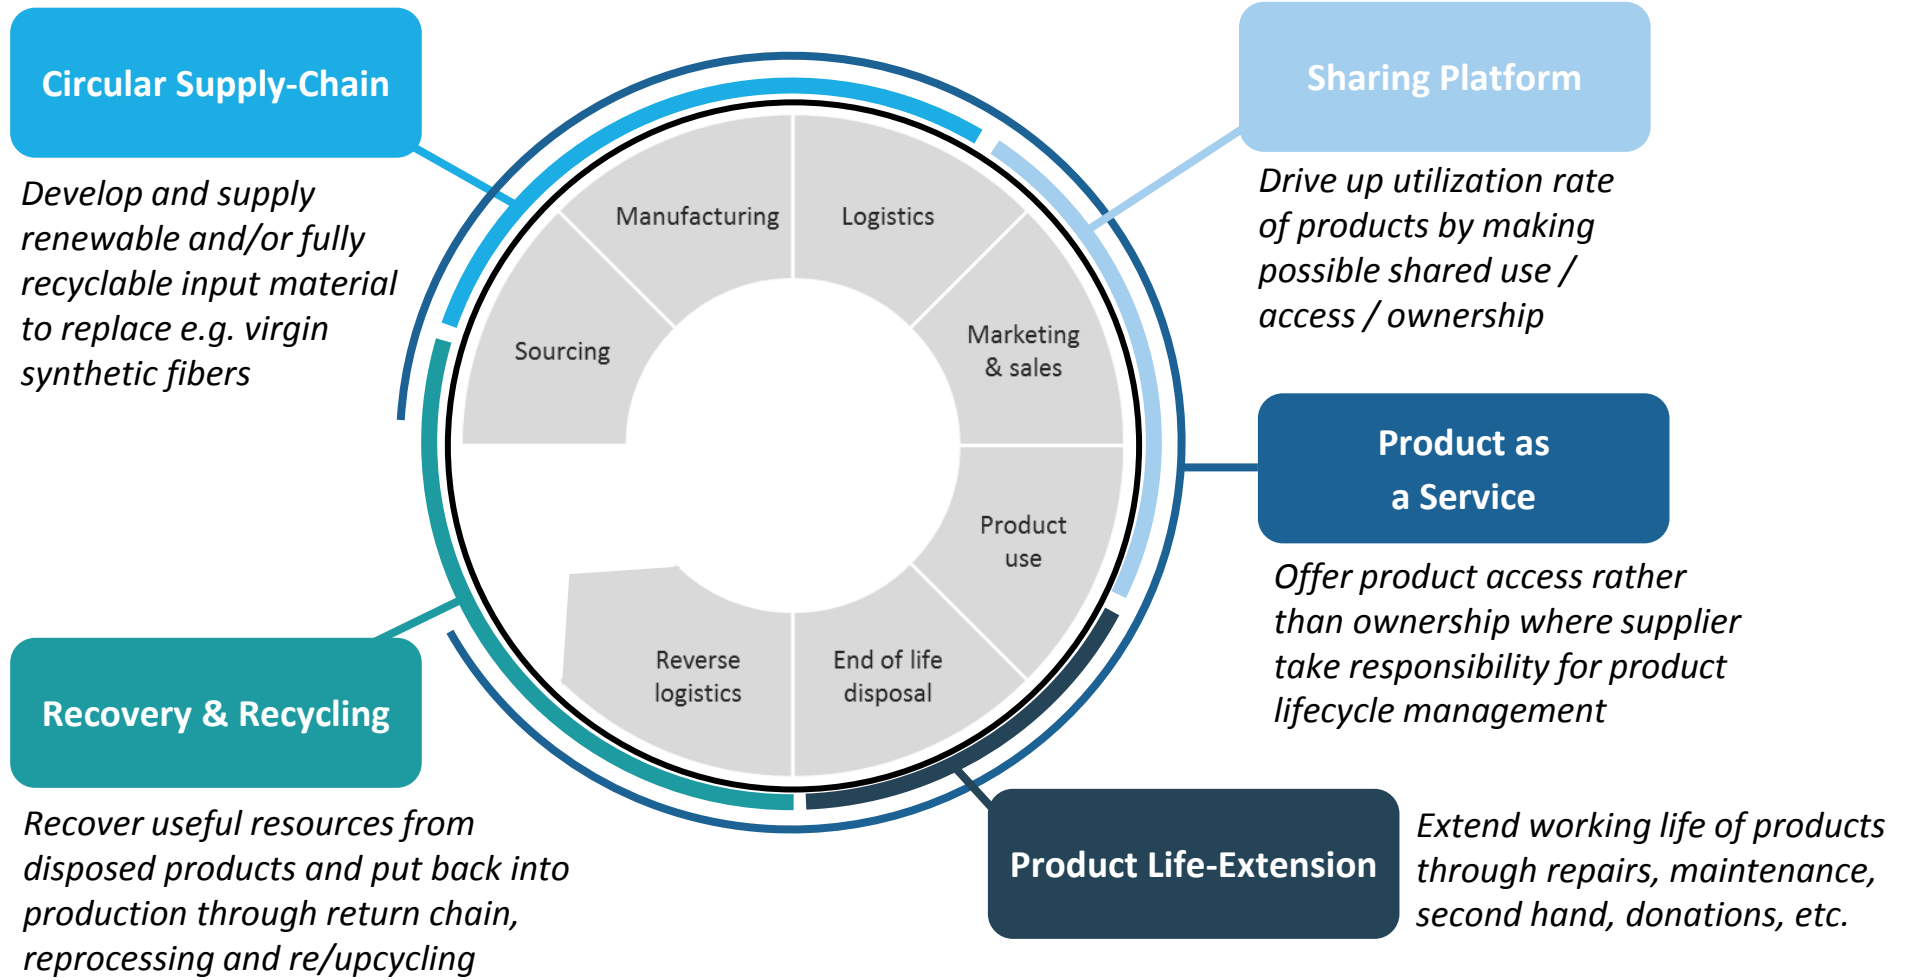 Circular Supply-Chain
Develop and supply
renewable and/or fully
recyclable input material
to replace e.g. virgin
synthetic fibers
Sharing Platform
Drive up utilization rate
of products by making
possible shared use /
access / ownership
Manufacturing
Logistics
Sourcing
Marketing
& sales
Product
use
End of life
disposal
Reverse
logistics
Product as
a Service
Offer product access rather
than ownership where supplier
take responsibility for product
lifecycle management
Recovery & Recycling
Recover useful resources from
disposed products and put back into
production through return chain,
reprocessing and re/upcycling
Product Life-Extension
Extend working life of products
through repairs, maintenance,
second hand, donations, etc.